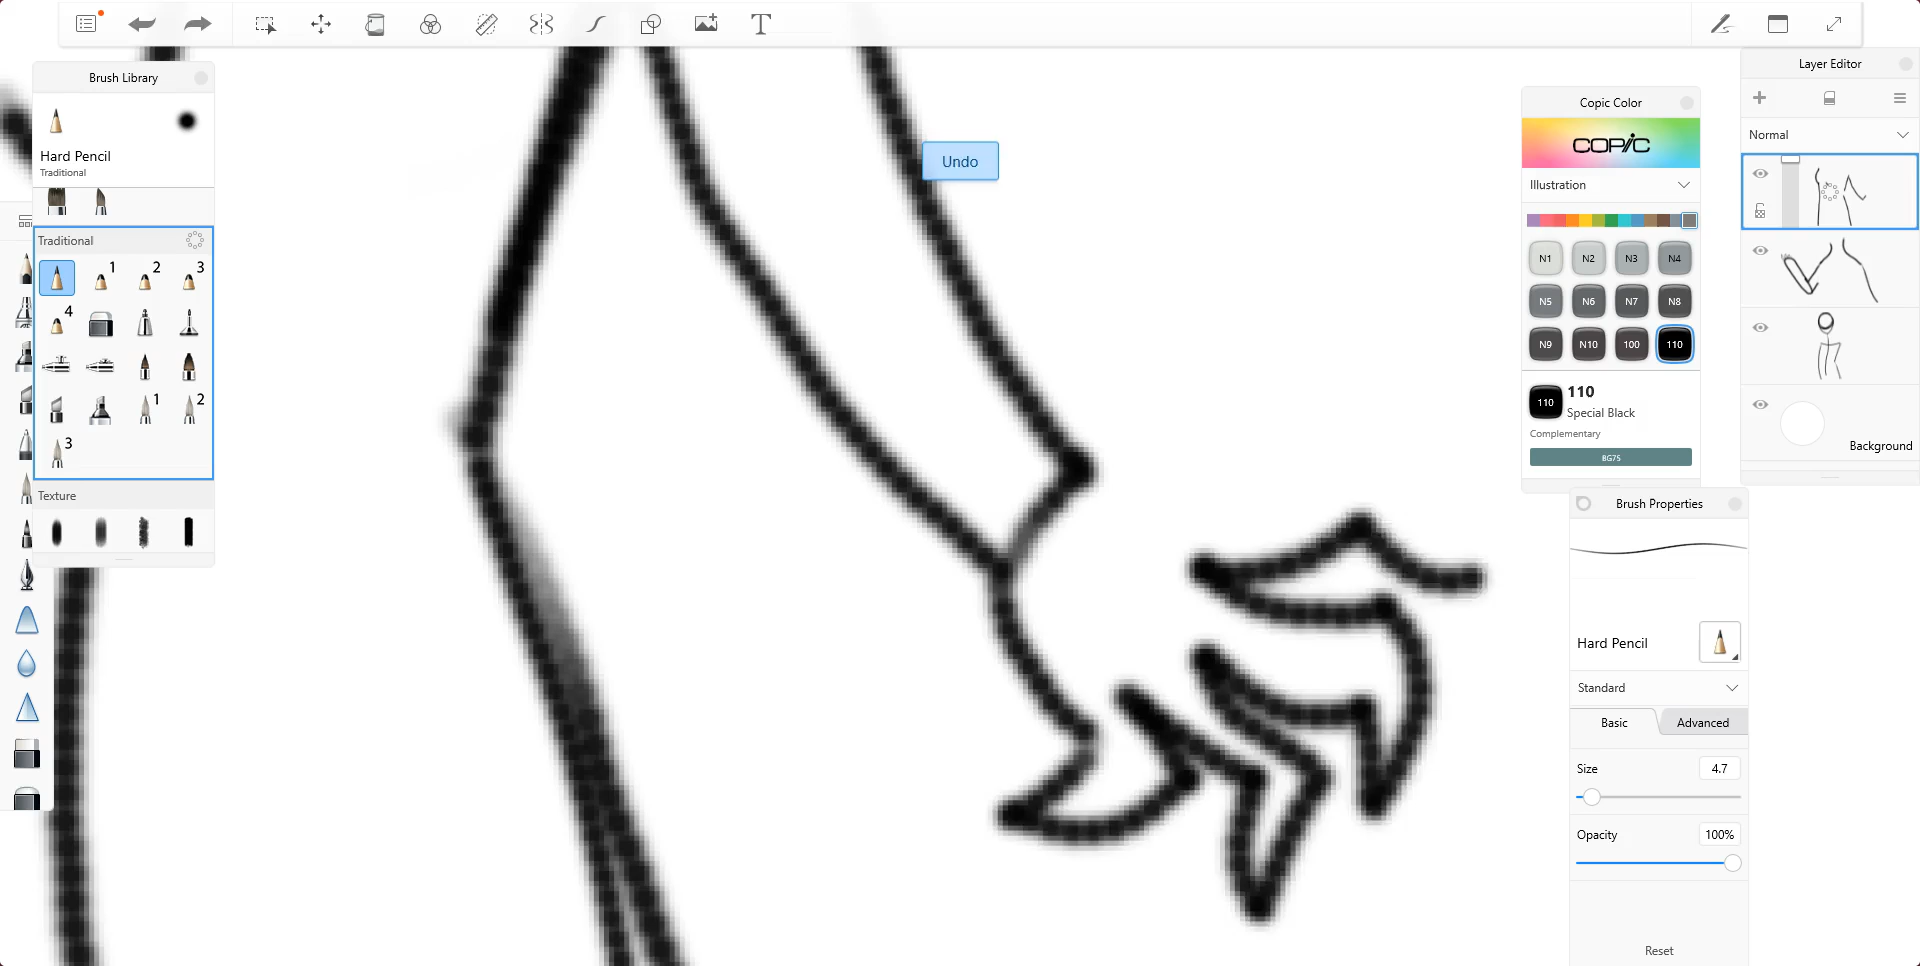 T
Brush Library
Hard Pencil
Traditional
Traditional
1
2
3
4
1
2
3
Texture
Undo
Copic Color
COPIC
Illustration
N1
N2
N3
N4
N5
N6
N7
N8
N9
N10
100
110
110
110
Special Black
Complementary
BG75
Layer Editor
Normal
Background
Brush Properties
Hard Pencil
Standard
Basic
Advanced
Size
4.7
Opacity
100%
Reset